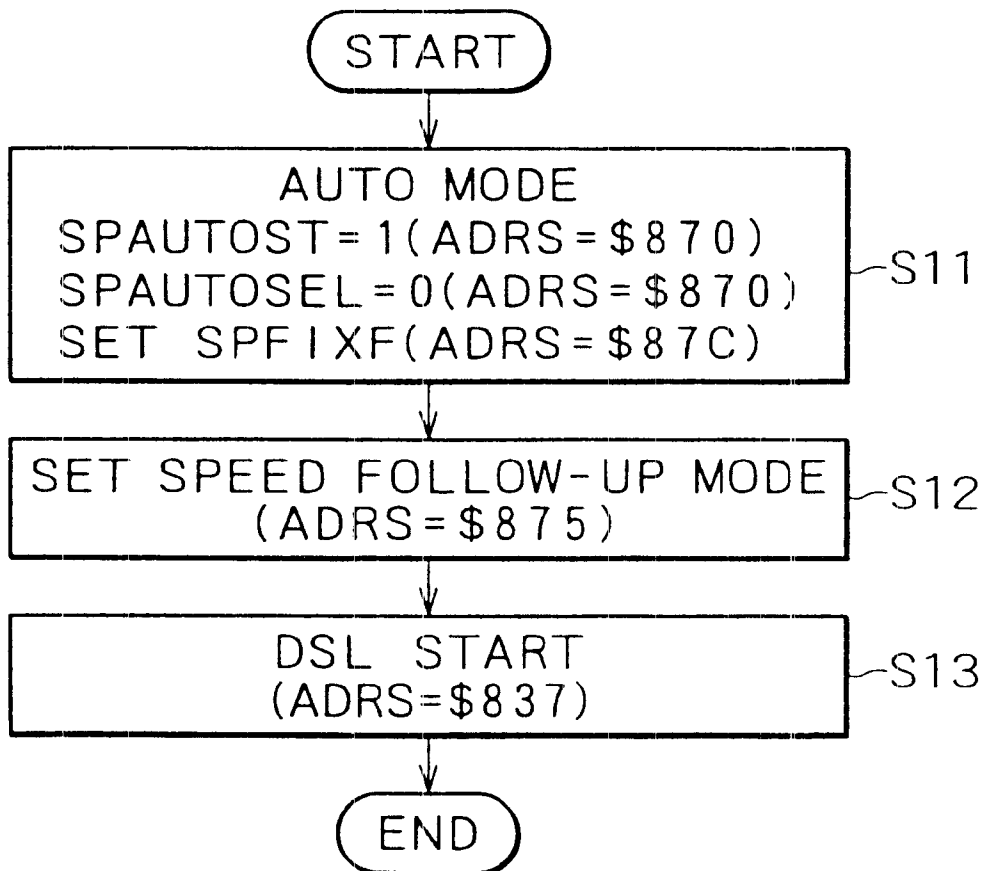 START
AUTO MODE
SPAUTOST=1(ADRS=$870)
SPAUTOSEL=0(ADRS=$870)
SET SPFIXF(ADRS=$87C)
S11
SET SPEED FOLLOW-UP MODE
(ADRS=$875)
S12
DSL START
(ADRS=$837)
S13
END